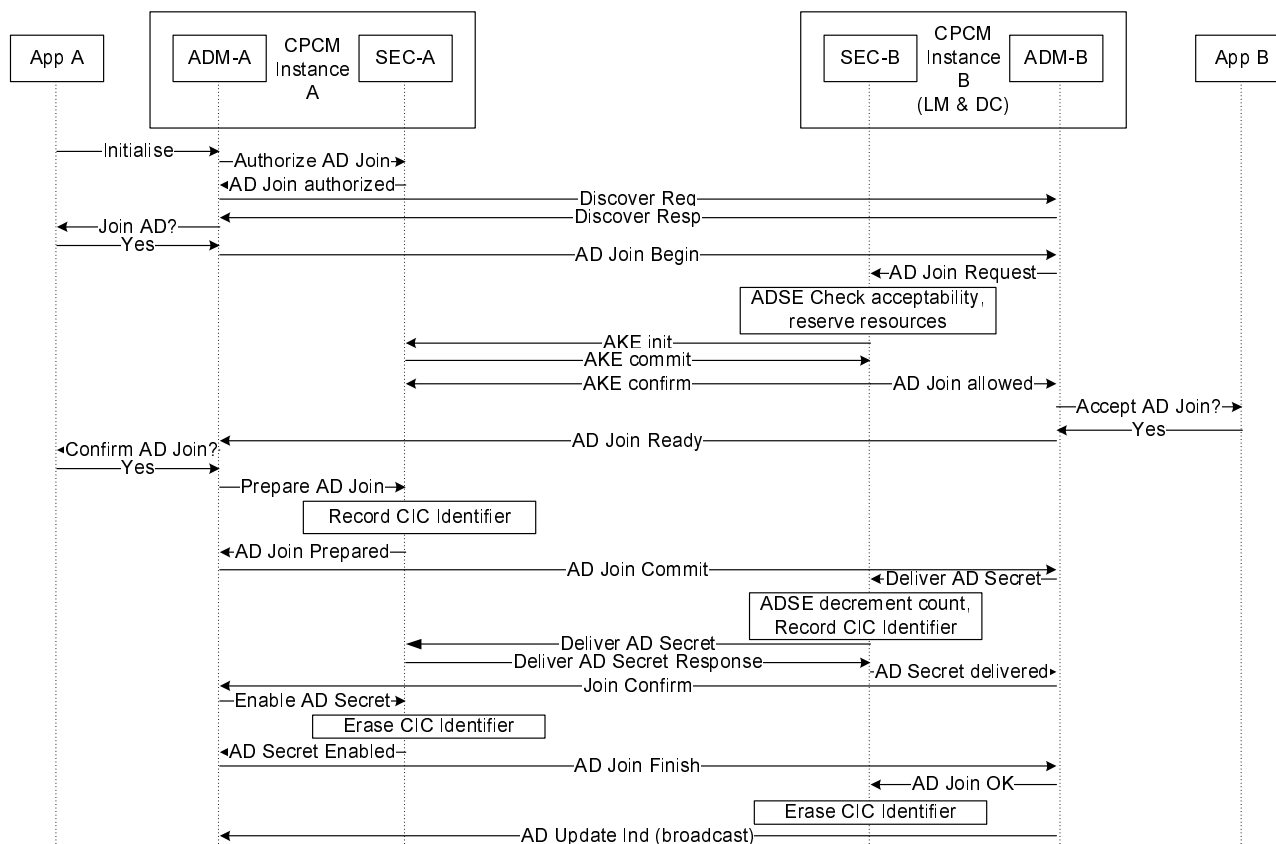 App A
ADM-A
CPCM
Instance
A
SEC-A
SEC-B
CPCM
Instance
B
(LM & DC)
ADM-B
App B
Initialise
Authorize AD Join
AD Join authorized
Discover Req
Discover Resp
Join AD?
Yes
AD Join Begin
AD Join Request
ADSE Check acceptability,
reserve resources
AKE init
AKE commit
AKE confirm
AD Join allowed
Accept AD Join?
Yes
AD Join Ready
Confirm AD Join?
Yes
Prepare AD Join
Record CIC Identifier
AD Join Prepared
AD Join Commit
Deliver AD Secret
ADSE decrement count,
Record CIC Identifier
Deliver AD Secret
Deliver AD Secret Response
AD Secret delivered
Join Confirm
Enable AD Secret
Erase CIC Identifier
AD Secret Enabled
AD Join Finish
AD Join OK
Erase CIC Identifier
AD Update Ind (broadcast)